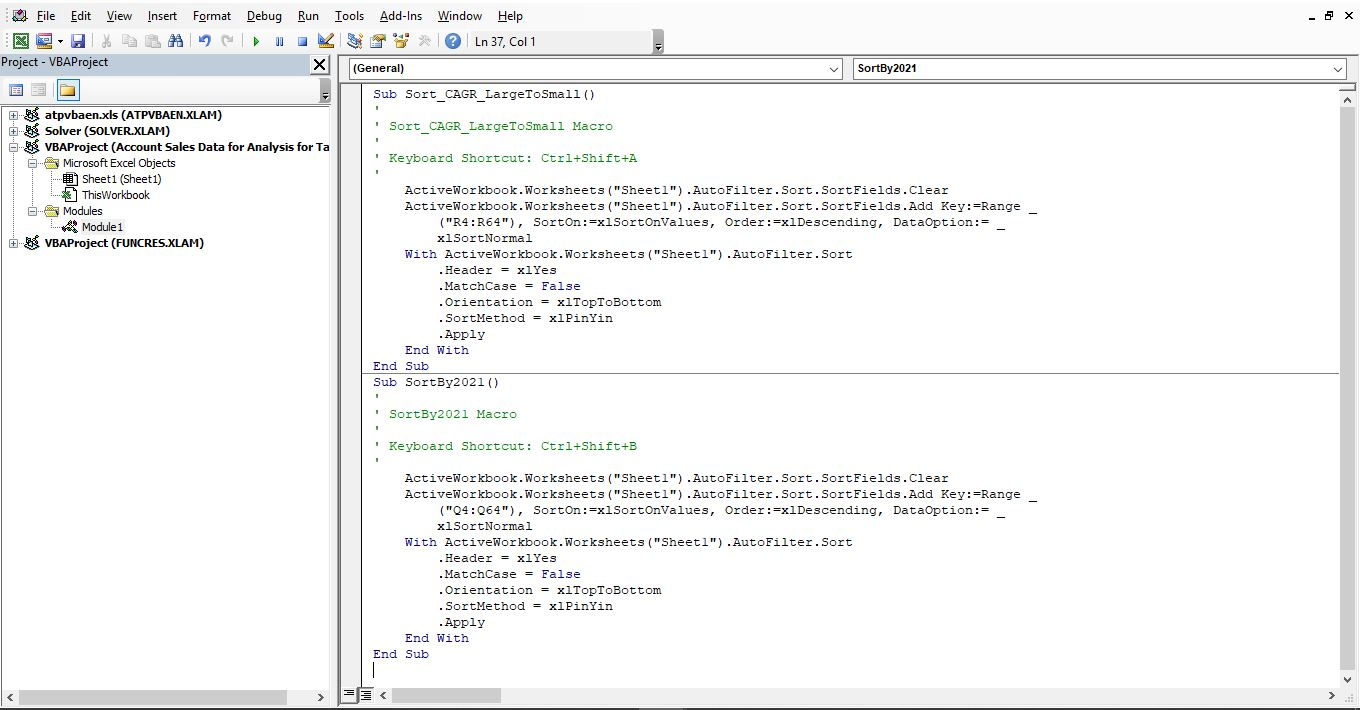 File Edit View Insert Format Debug Run Tools Add-Ins Window Help
Ln 37, Col 1
Project - VBAProject
(General) SortBy2021
atpvbaen.xls (ATPVBAEN.XLAM)
Solver (SOLVER.XLAM)
VBAProject (Account Sales Data for Analysis for Ta
Microsoft Excel Objects
Sheet1 (Sheet1)
ThisWorkbook
Modules
Module1
VBAProject (FUNCRES.XLAM)
Sub Sort_CAGR_LargeToSmall()
'
' Sort_CAGR_LargeToSmall Macro
'
' Keyboard Shortcut: Ctrl+Shift+A
'
ActiveWorkbook.Worksheets("Sheet1").AutoFilter.Sort.SortFields.Clear
ActiveWorkbook.Worksheets("Sheet1").AutoFilter.Sort.SortFields.Add Key:=Range _
("R4:R64"), SortOn:=xlSortOnValues, Order:=xlDescending, DataOption:= _
xlSortNormal
With ActiveWorkbook.Worksheets("Sheet1").AutoFilter.Sort
.Header = xlYes
.MatchCase = False
.Orientation = xlTopToBottom
.SortMethod = xlPinYin
.Apply
End With
End Sub
Sub SortBy2021()
'
' SortBy2021 Macro
'
' Keyboard Shortcut: Ctrl+Shift+B
'
ActiveWorkbook.Worksheets("Sheet1").AutoFilter.Sort.SortFields.Clear
ActiveWorkbook.Worksheets("Sheet1").AutoFilter.Sort.SortFields.Add Key:=Range _
("Q4:Q64"), SortOn:=xlSortOnValues, Order:=xlDescending, DataOption:= _
xlSortNormal
With ActiveWorkbook.Worksheets("Sheet1").AutoFilter.Sort
.Header = xlYes
.MatchCase = False
.Orientation = xlTopToBottom
.SortMethod = xlPinYin
.Apply
End With
End Sub